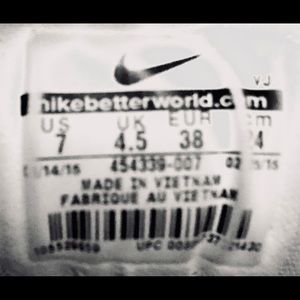 VJ
nikebetterworld.com
US UK EUR cm
7 4.5 38 24
454339-007
MADE IN VIETNAM
FABRIQUE AU VIETNAM
UPC